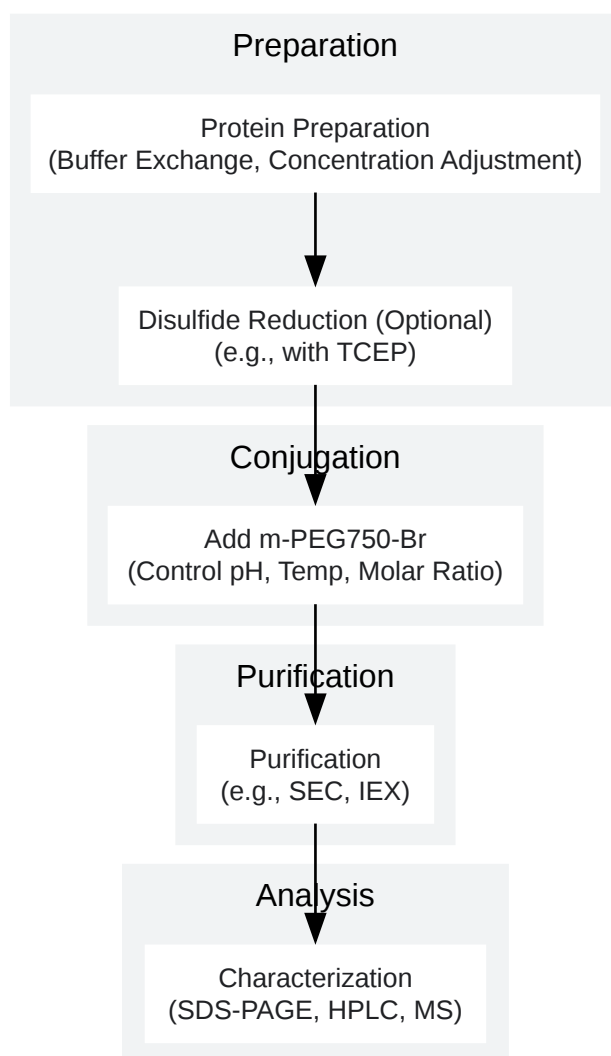 Preparation
Protein Preparation
(Buffer Exchange, Concentration Adjustment)
Disulfide Reduction (Optional)
(e.g., with TCEP)
Conjugation
Add m-PEG750-Br
(Control pH, Temp, Molar Ratio)
Purification
Purification
(e.g., SEC, IEX)
Analysis
Characterization
(SDS-PAGE, HPLC, MS)